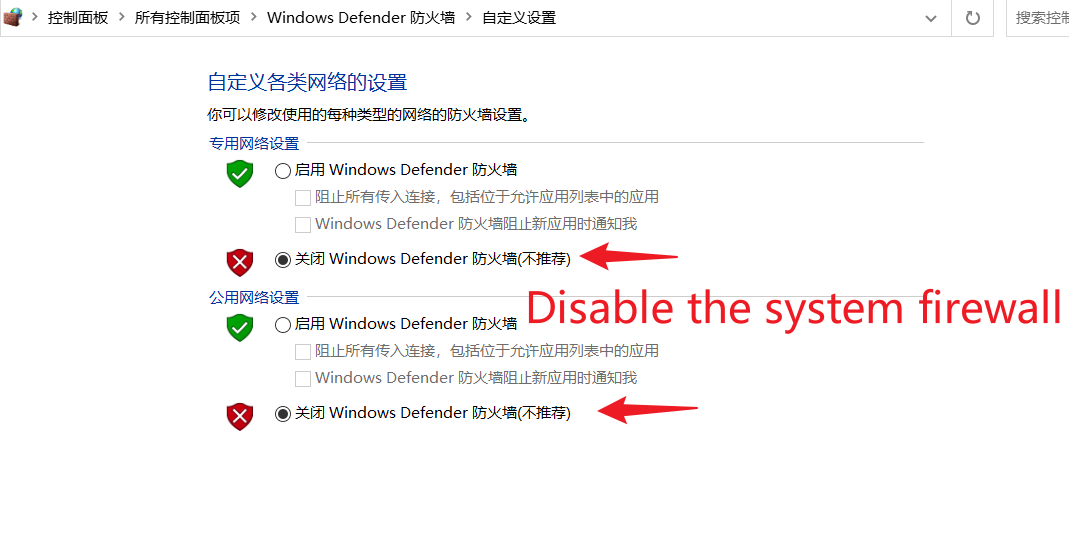 控制面板 > 所有控制面板项 > Windows Defender 防火墙 > 自定义设置
搜索控制
自定义各类网络的设置
你可以修改使用的每种类型的网络的防火墙设置。
专用网络设置
启用 Windows Defender 防火墙
阻止所有传入连接，包括位于允许应用列表中的应用
Windows Defender 防火墙阻止新应用时通知我
关闭 Windows Defender 防火墙(不推荐)
公用网络设置
Disable the system firewall
启用 Windows Defender 防火墙
阻止所有传入连接，包括位于允许应用列表中的应用
Windows Defender 防火墙阻止新应用时通知我
关闭 Windows Defender 防火墙(不推荐)